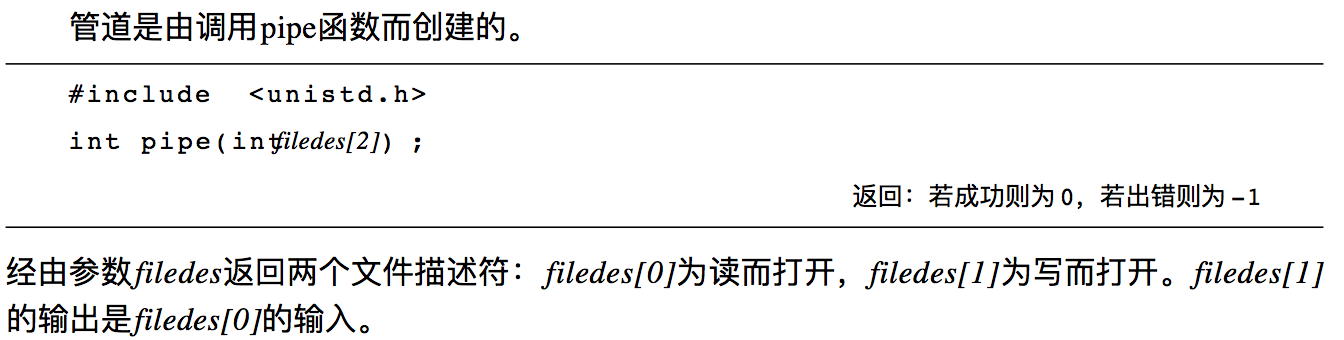 管道是由调用pipe函数而创建的。
#include <unistd.h>
int pipe(int filedes[2]) ;
返回：若成功则为 0，若出错则为 -1
经由参数filedes返回两个文件描述符：filedes[0]为读而打开，filedes[1]为写而打开。filedes[1]
的输出是filedes[0]的输入。